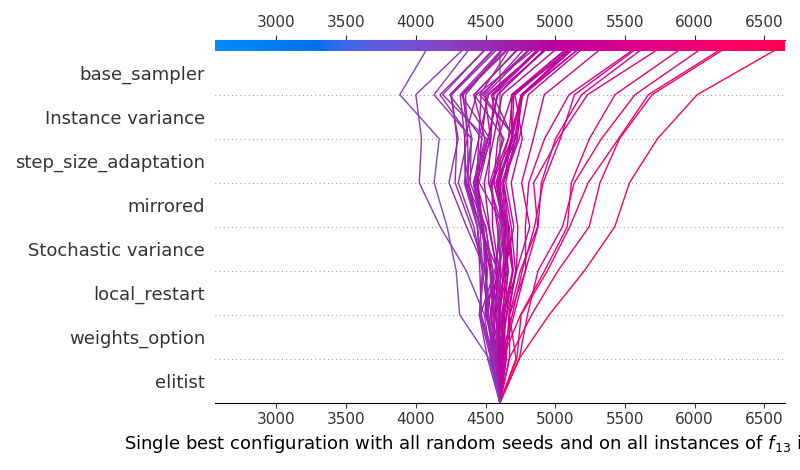 3000 3500 4000 4500 5000 5500 6000 6500
base_sampler
Instance variance
step_size_adaptation
mirrored
Stochastic variance
local_restart
weights_option
elitist
3000 3500 4000 4500 5000 5500 6000 6500
Single best configuration with all random seeds and on all instances of f₁₃ i